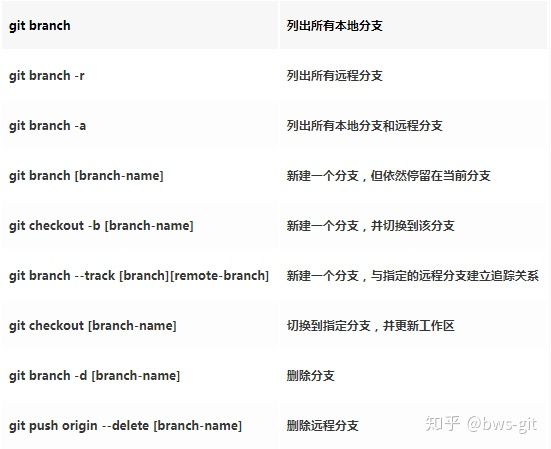 git branch 列出所有本地分支
git branch -r 列出所有远程分支
git branch -a 列出所有本地分支和远程分支
git branch [branch-name] 新建一个分支，但依然停留在当前分支
git checkout -b [branch-name] 新建一个分支，并切换到该分支
git branch --track [branch][remote-branch] 新建一个分支，与指定的远程分支建立追踪关系
git checkout [branch-name] 切换到指定分支，并更新工作区
git branch -d [branch-name] 删除分支
git push origin --delete [branch-name] 删除远程分支
知乎 @bws-git